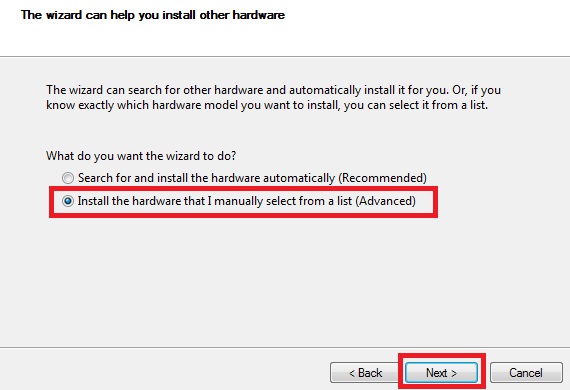 The wizard can help you install other hardware
The wizard can search for other hardware and automatically install it for you. Or, if you
know exactly which hardware model you want to install, you can select it from a list.
What do you want the wizard to do?
Search for and install the hardware automatically (Recommended)
Install the hardware that I manually select from a list (Advanced)
< Back Next > Cancel